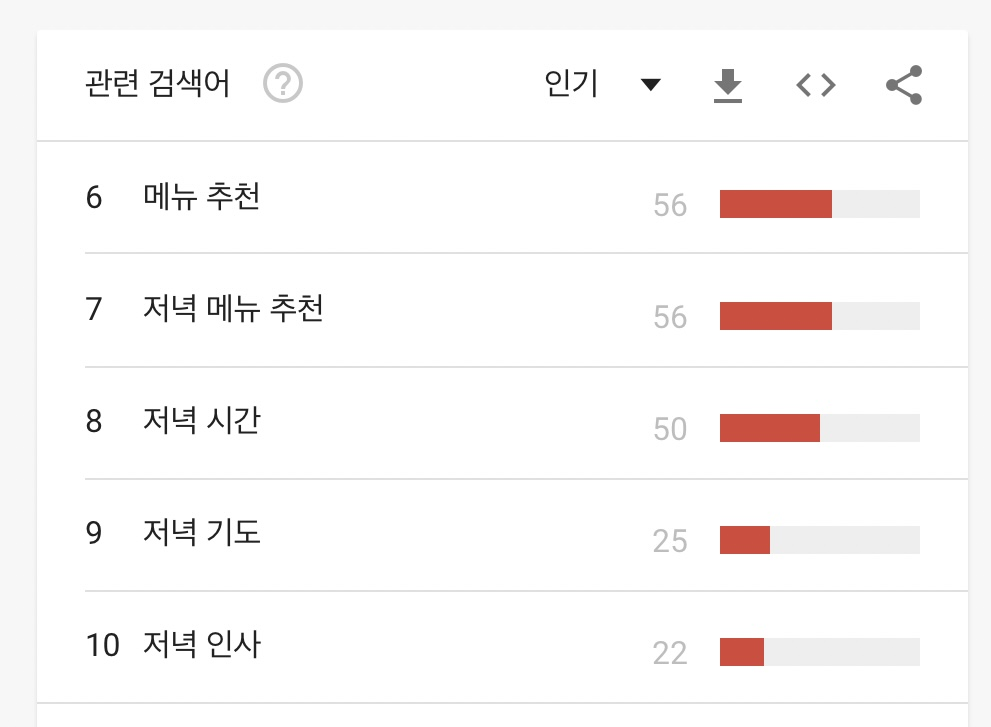 관련 검색어 ? 인기
6 메뉴 추천 56
7 저녁 메뉴 추천 56
8 저녁 시간 50
9 저녁 기도 25
10 저녁 인사 22